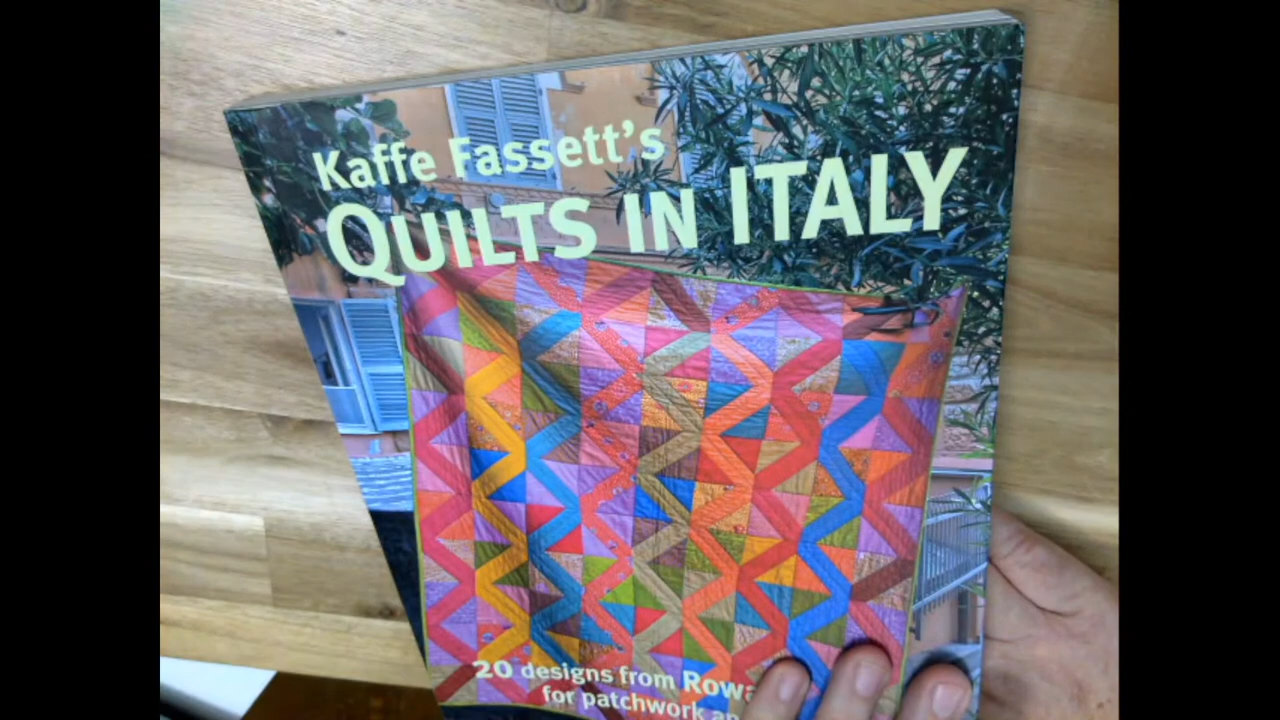 Kaffe Fassett's
QUILTS IN ITALY
20 designs from
for patchwork